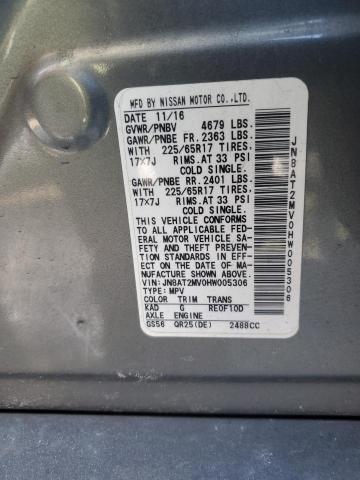 MFD BY NISSAN MOTOR CO.,LTD.
DATE 11/16
GVWR/PNBV 4679 LBS.
GAWR/PNBE FR. 2363 LBS.
WITH 225/65R17 TIRES,
17X7J RIMS, AT 33 PSI
COLD SINGLE.
GAWR/PNBE RR. 2401 LBS.
WITH 225/65R17 TIRES,
17X7J RIMS, AT 33 PSI
COLD SINGLE.
THIS VEHICLE CONFORMS
TO ALL APPLICABLE FED-
ERAL MOTOR VEHICLE SA-
FETY AND THEFT PREVENTION
STANDARDS IN EF-
FECT ON THE DATE OF MA-
NUFACTURE SHOWN ABOVE.
VIN: JN8AT2MV0HW005306
TYPE: MPV
COLOR TRIM TRANS
KAD G RE0F10D
AXLE ENGINE
GS56 QR25(DE) 2488CC
JN8AT2MV0HW005306